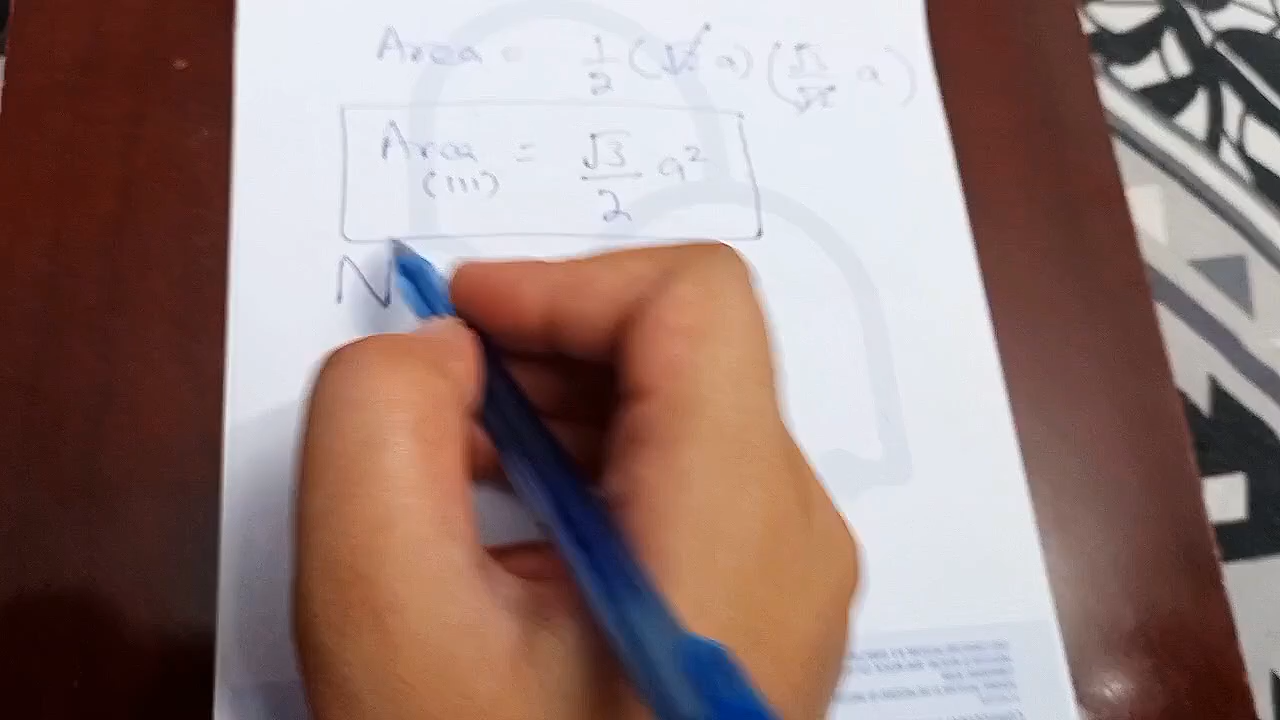 Area = 1/2 (√2 a) (√3/√2 a)
Area (111) = √3/2 a²
N